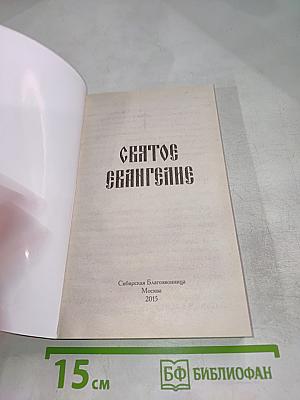 СВЯТОЕ
ЕВАНГЕЛИЕ
Сибирская Благозвонница
Москва
2015
15 см
БФ БИБЛИОФАН